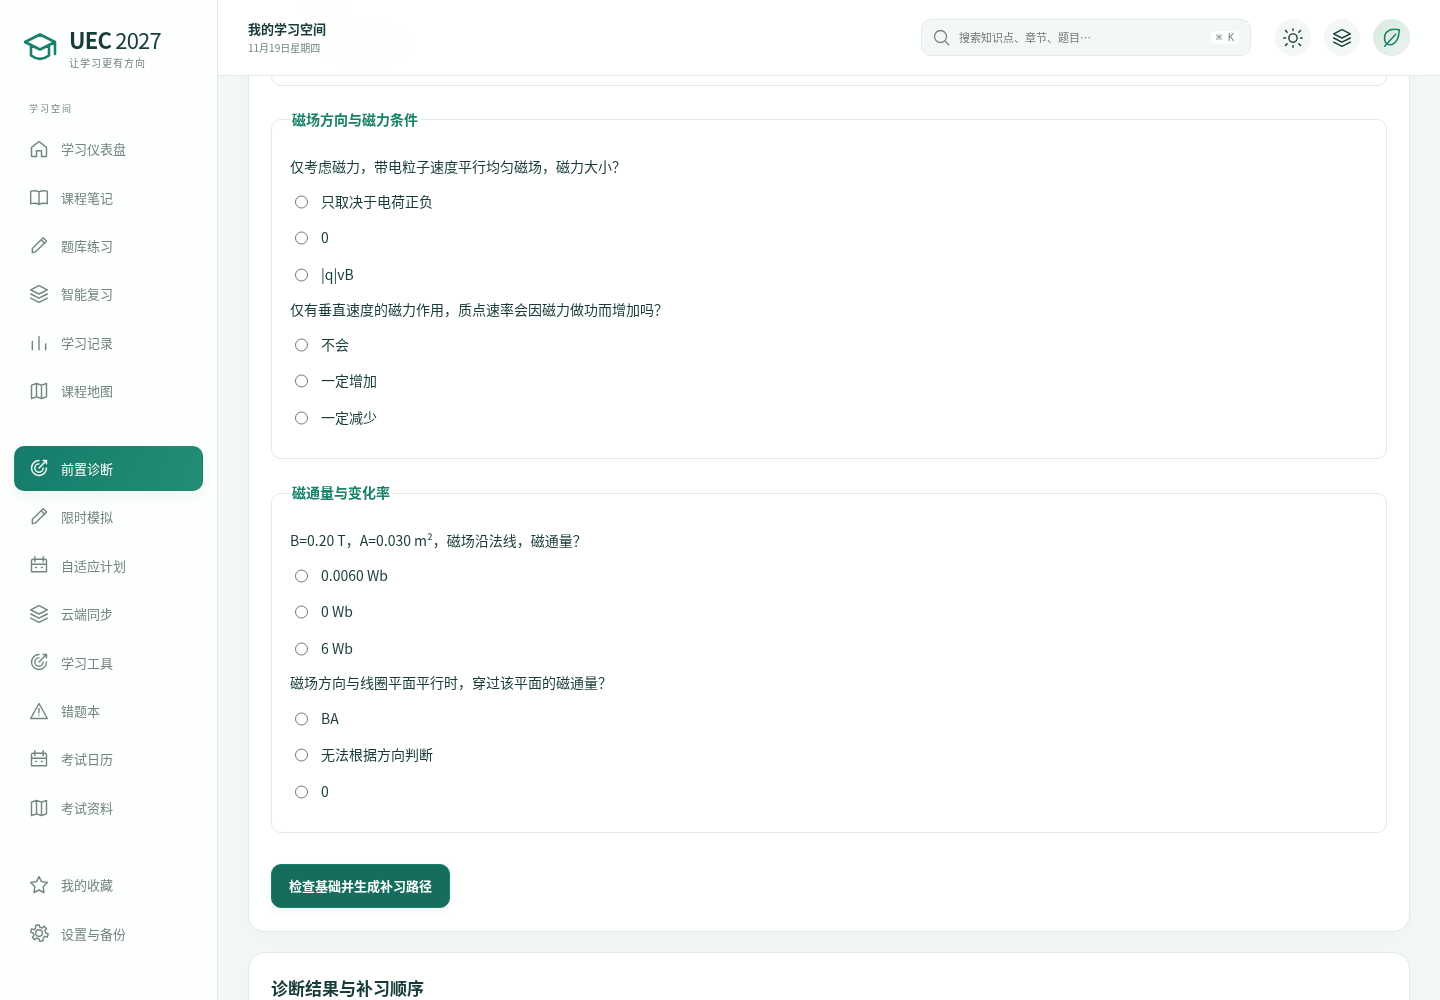 UEC 2027
让学习更有方向
学习空间
学习仪表盘
课程笔记
题库练习
智能复习
学习记录
课程地图
前置诊断
限时模拟
自适应计划
云端同步
学习工具
错题本
考试日历
考试资料
我的收藏
设置与备份
我的学习空间
11月19日星期四
搜索知识点、章节、题目…
⌘ K
磁场方向与磁力条件
仅考虑磁力，带电粒子速度平行均匀磁场，磁力大小？
只取决于电荷正负
0
|q|vB
仅有垂直速度的磁力作用，质点速率会因磁力做功而增加吗？
不会
一定增加
一定减少
磁通量与变化率
B=0.20 T，A=0.030 m²，磁场沿法线，磁通量？
0.0060 Wb
0 Wb
6 Wb
磁场方向与线圈平面平行时，穿过该平面的磁通量？
BA
无法根据方向判断
0
检查基础并生成补习路径
诊断结果与补习顺序